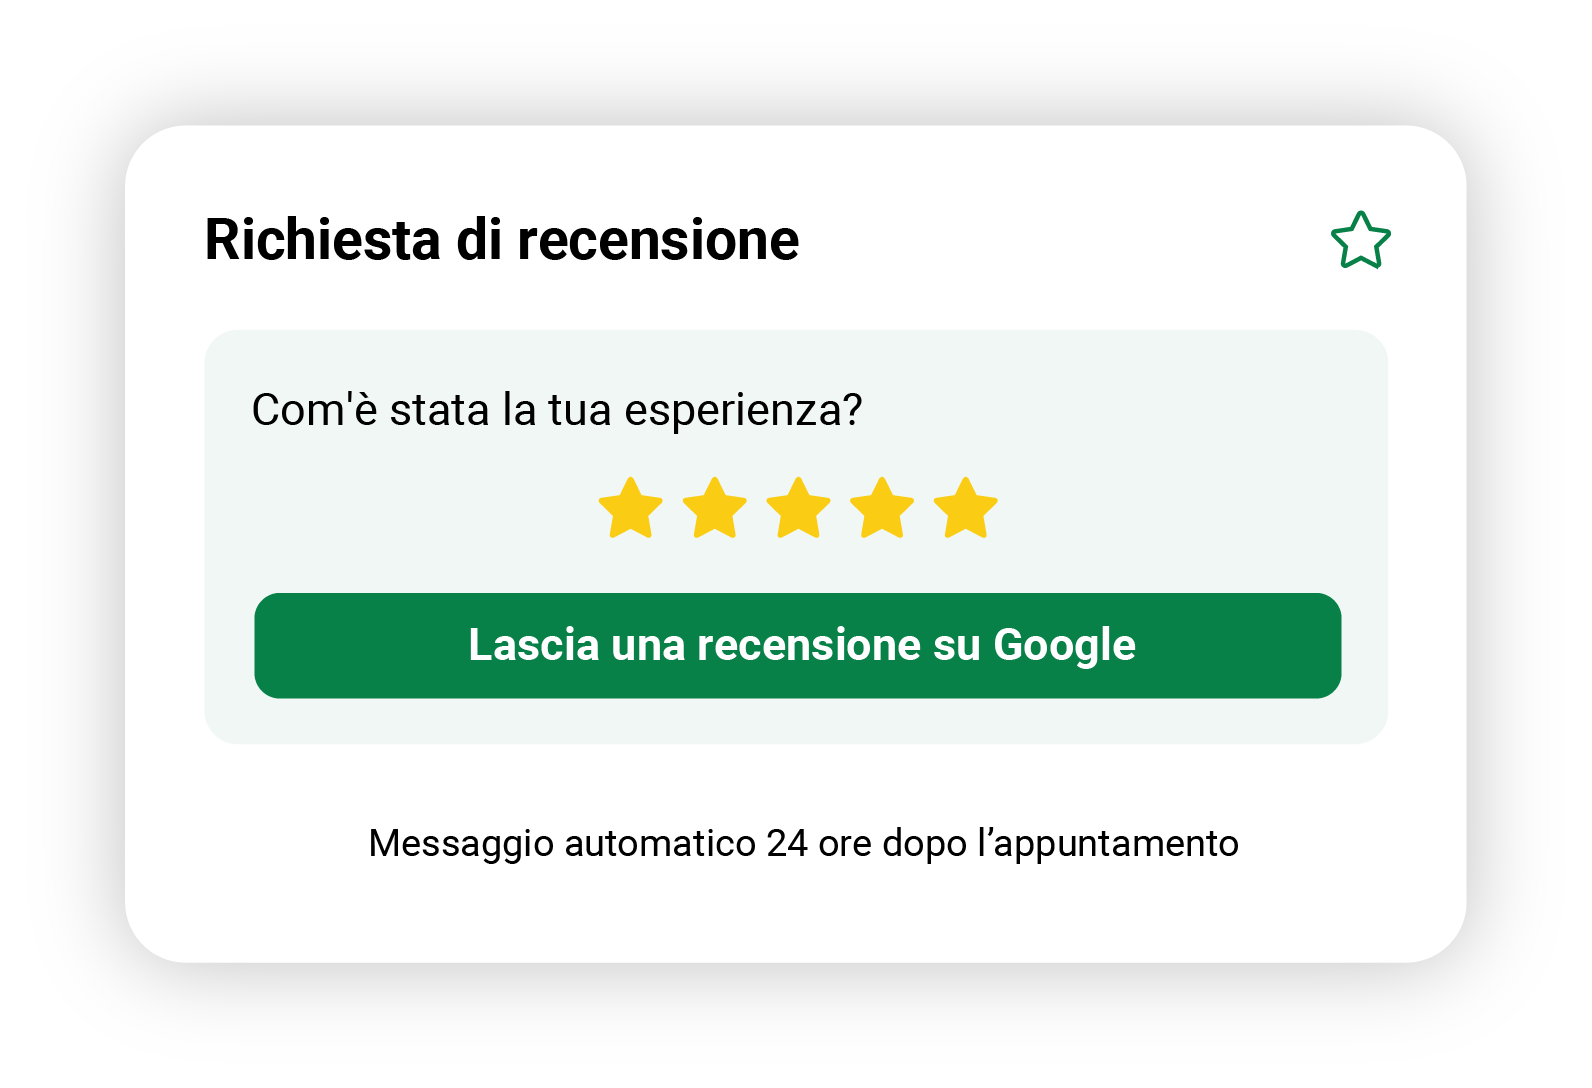 Richiesta di recensione
Com'è stata la tua esperienza?
Lascia una recensione su Google
Messaggio automatico 24 ore dopo l’appuntamento